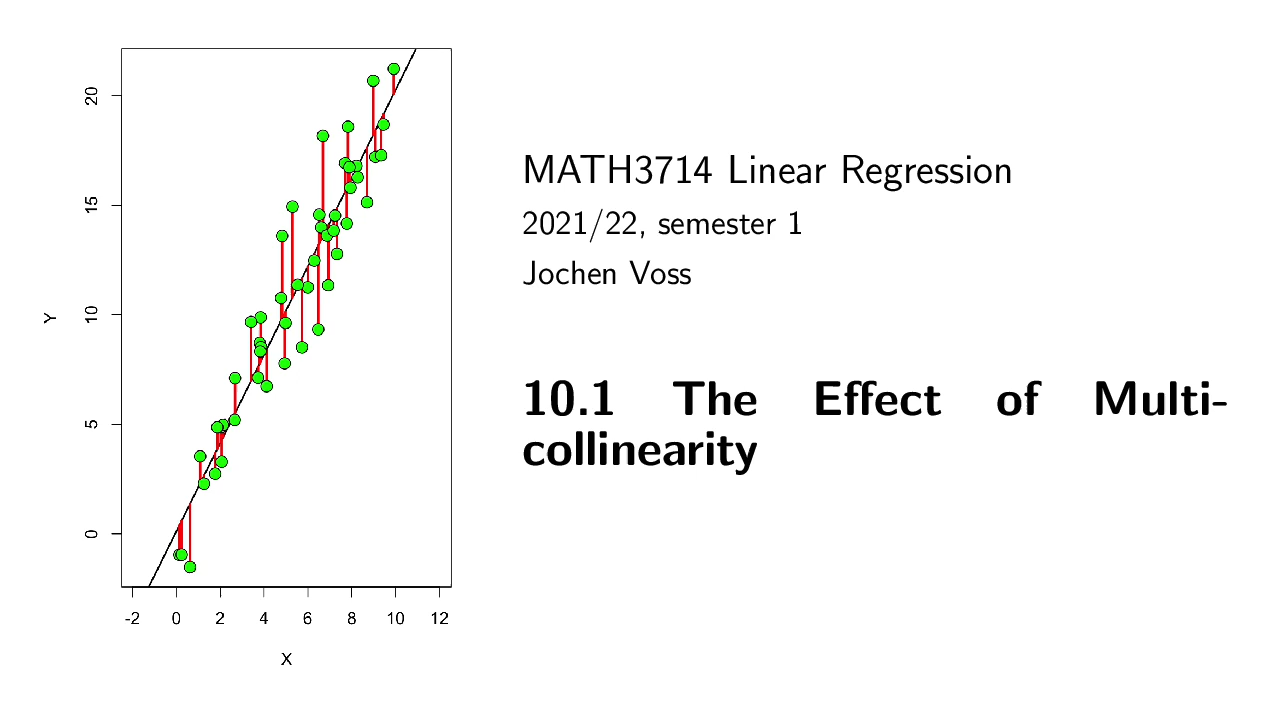 MATH3714 Linear Regression
2021/22, semester 1
Jochen Voss
10.1 The Effect of Multi-
collinearity
20
15
10
5
0
Y
-2 0 2 4 6 8 10 12
X